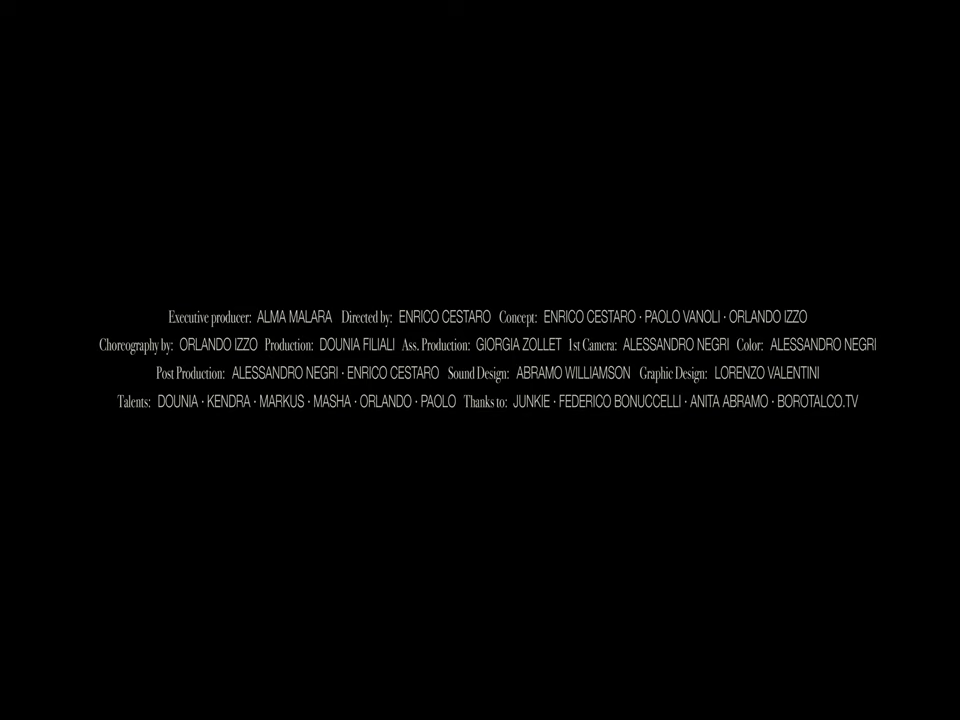 Executive producer: ALMA MALARA Directed by: ENRICO CESTARO Concept: ENRICO CESTARO · PAOLO VANOLI · ORLANDO IZZO
Choreography by: ORLANDO IZZO Production: DOUNIA FILIALI Ass. Production: GIORGIA ZOLLET 1st Camera: ALESSANDRO NEGRI Color: ALESSANDRO NEGRI
Post Production: ALESSANDRO NEGRI · ENRICO CESTARO Sound Design: ABRAMO WILLIAMSON Graphic Design: LORENZO VALENTINI
Talents: DOUNIA · KENDRA · MARKUS · MASHA · ORLANDO · PAOLO Thanks to: JUNKIE · FEDERICO BONUCCELLI · ANITA ABRAMO · BOROTALCO.TV